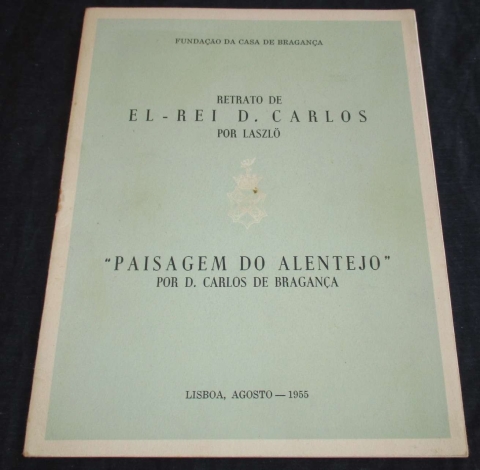 FUNDAÇÃO DA CASA DE BRAGANÇA
RETRATO DE
EL-REI D. CARLOS
POR LASZLÖ
"PAISAGEM DO ALENTEJO"
POR D. CARLOS DE BRAGANÇA
LISBOA, AGOSTO — 1955